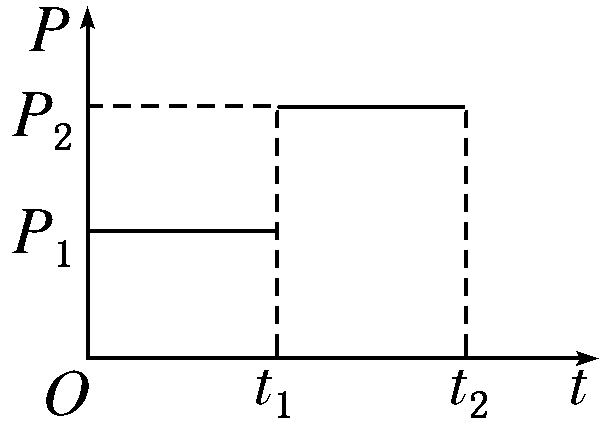 P
P₂
P₁
O t₁ t₂ t